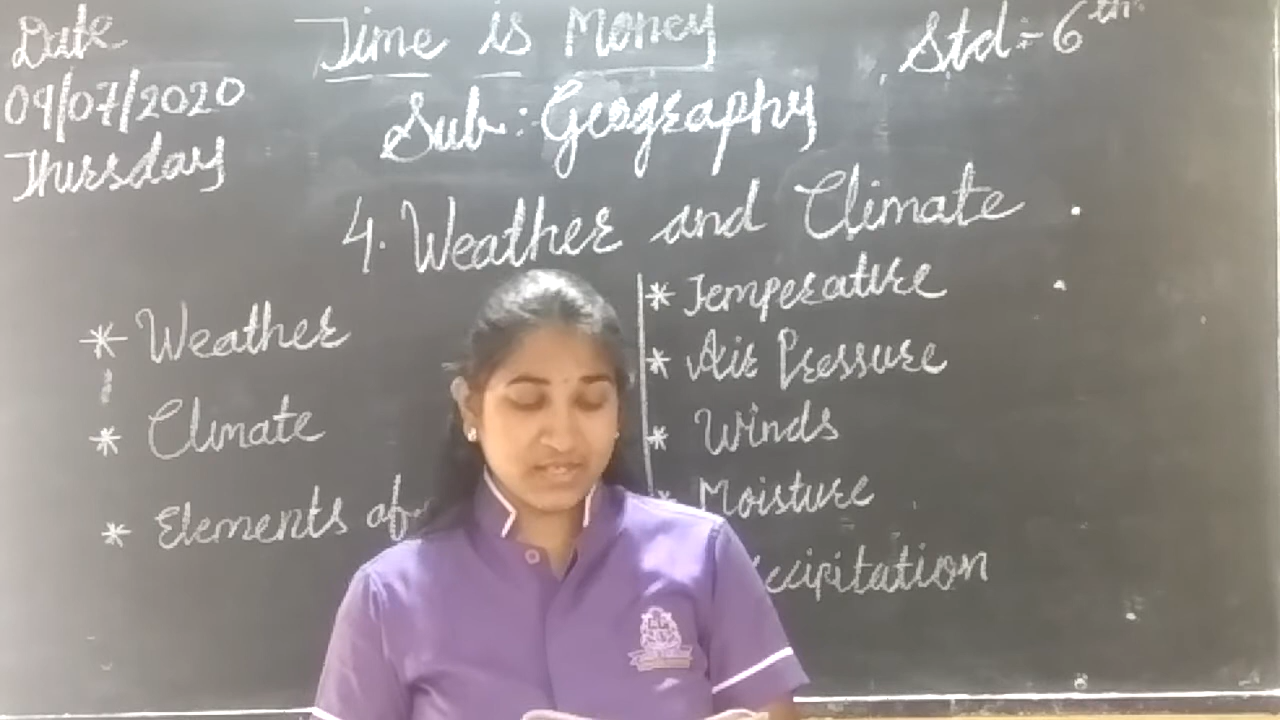 Date
09/07/2020
Thursday
Time is Money
Std:- 6th
Sub: Geography
4. Weather and Climate
* Weather
* Climate
* Elements of
* Temperature
* Air Pressure
* Winds
* Moisture